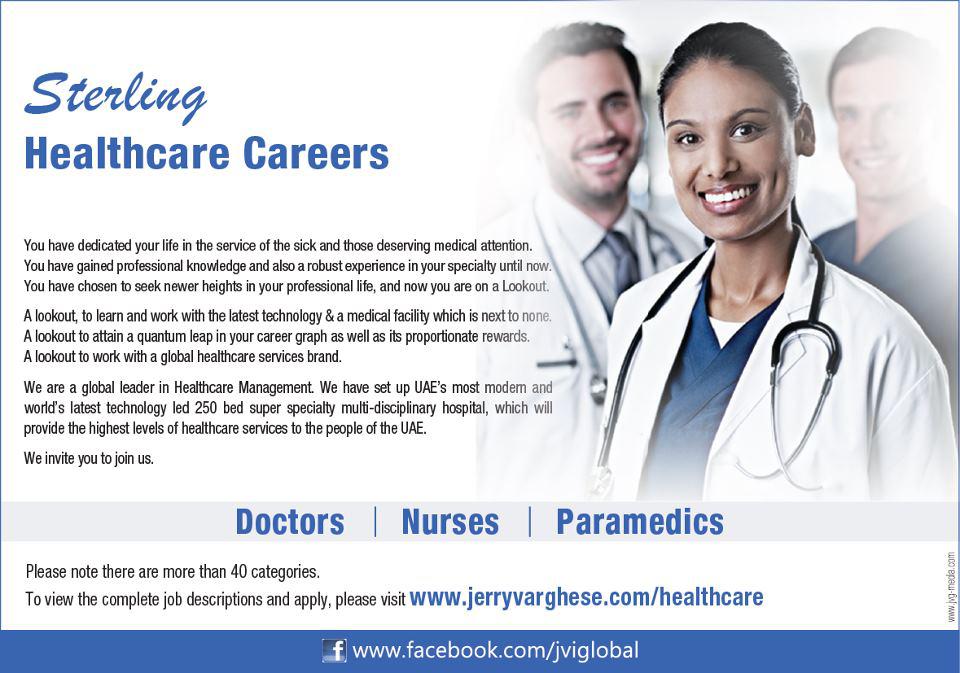 Sterling
Healthcare Careers
You have dedicated your life in the service of the sick and those deserving medical attention.
You have gained professional knowledge and also a robust experience in your specialty until now.
You have chosen to seek newer heights in your professional life, and now you are on a Lookout.
A lookout, to learn and work with the latest technology & a medical facility which is next to none.
A lookout to attain a quantum leap in your career graph as well as its proportionate rewards.
A lookout to work with a global healthcare services brand.
We are a global leader in Healthcare Management. We have set up UAE's most modern and
world's latest technology led 250 bed super specialty multi-disciplinary hospital, which will
provide the highest levels of healthcare services to the people of the UAE.
We invite you to join us.
Doctors | Nurses | Paramedics
Please note there are more than 40 categories.
To view the complete job descriptions and apply, please visit www.jerryvarghese.com/healthcare
www.jvg-media.com
f www.facebook.com/jviglobal